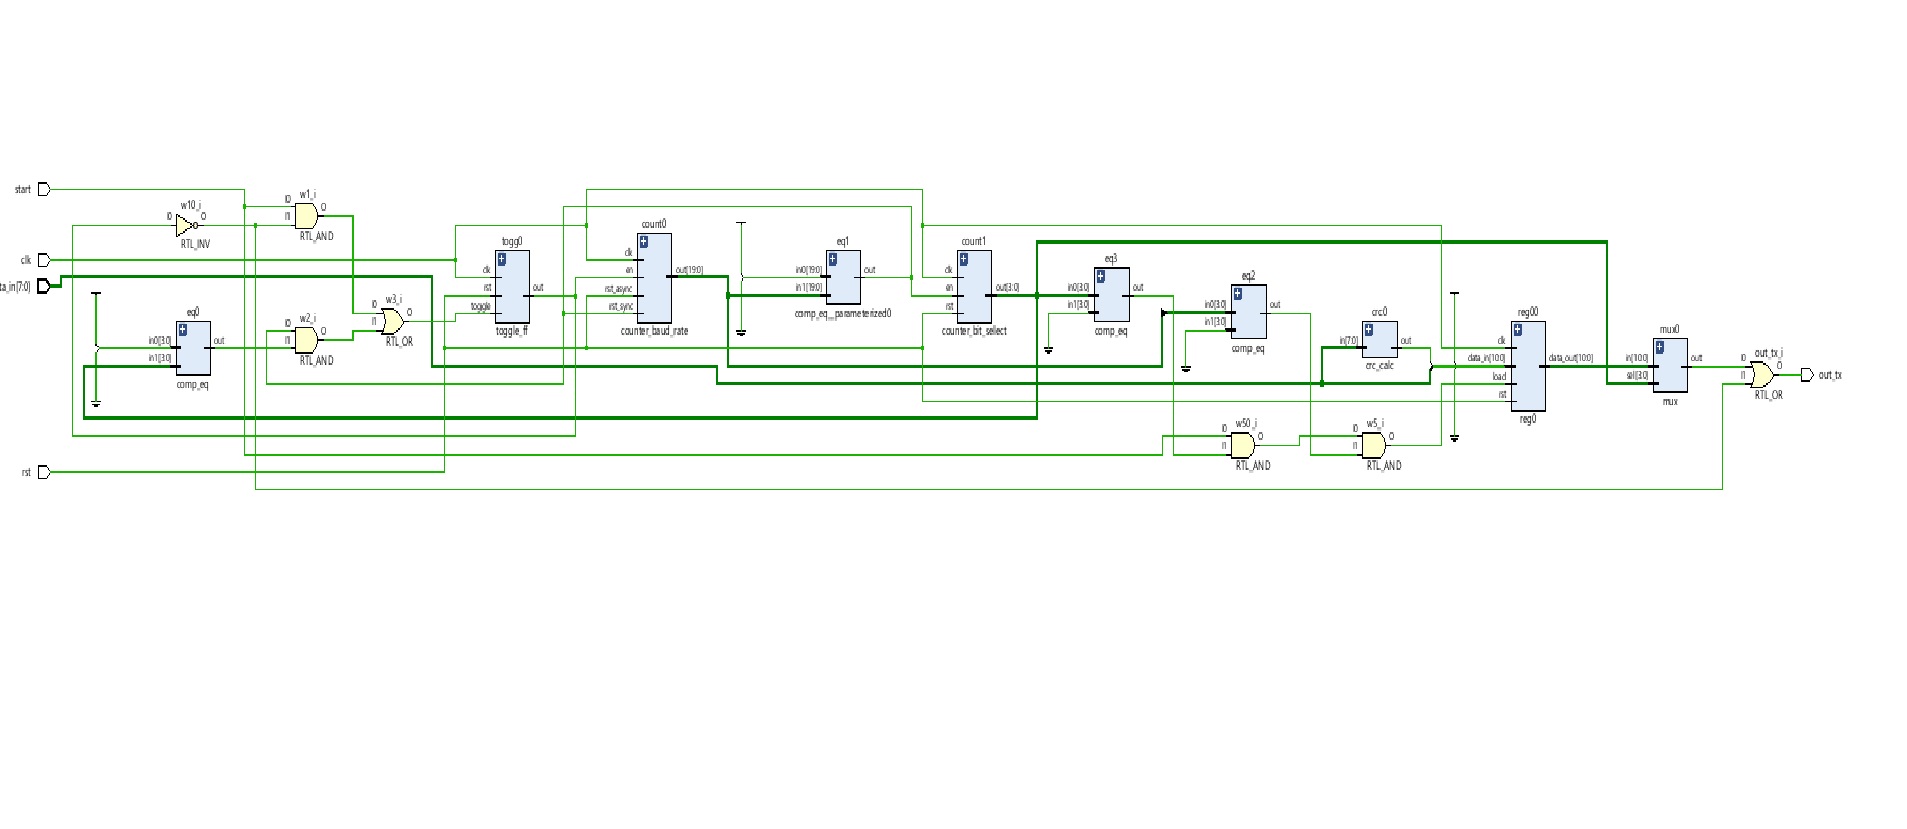 start
w10_i
I0
O
RTL_INV
w1_i
I0
I1
O
RTL_AND
clk
ta_in[7:0]
eq0
in0[3:0]
in1[3:0]
out
comp_eq
w2_i
I0
I1
O
RTL_AND
w3_i
I0
I1
O
RTL_OR
rst
togg0
clk
rst
toggle
out
toggle_ff
count0
clk
en
rst_async
rst_sync
out[19:0]
counter_baud_rate
eq1
in0[19:0]
in1[19:0]
out
comp_eq__parameterized0
count1
clk
en
rst
out[3:0]
counter_bit_select
eq3
in0[3:0]
in1[3:0]
out
comp_eq
eq2
in0[3:0]
in1[3:0]
out
comp_eq
w50_i
I0
I1
O
RTL_AND
crc0
in[7:0]
out
crc_calc
w5_i
I0
I1
O
RTL_AND
reg00
clk
data_in[10:0]
load
rst
data_out[10:0]
reg0
mux0
in[10:0]
sel[3:0]
out
mux
out_tx_i
I0
I1
O
RTL_OR
out_tx